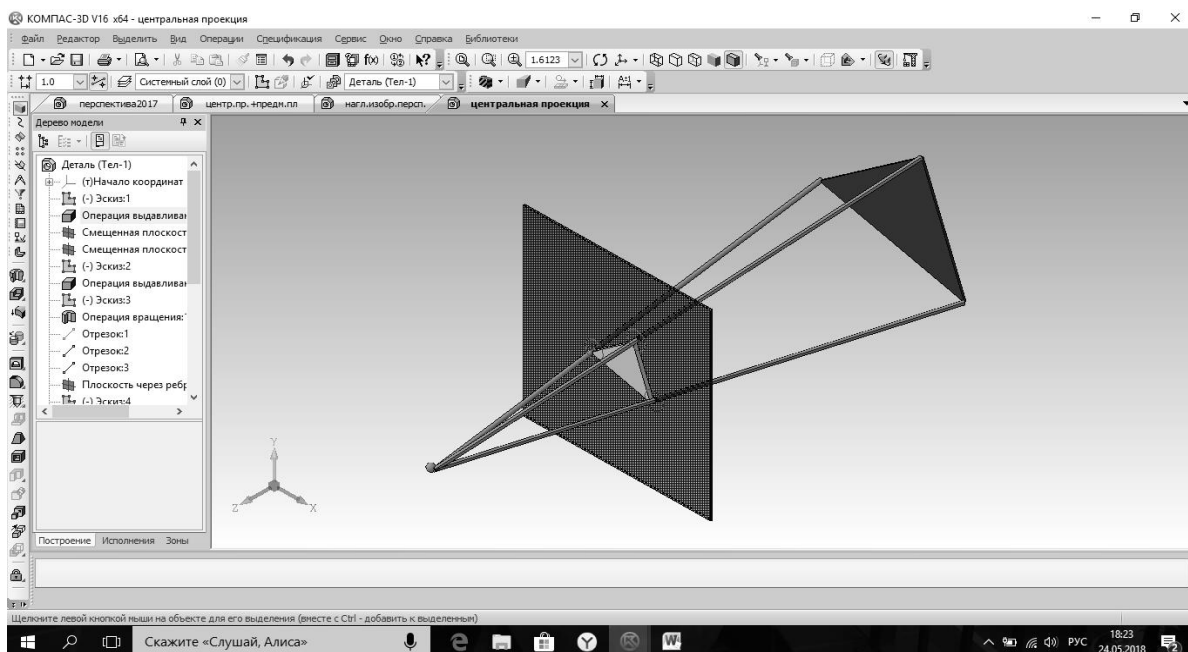 КОМПАС-3D V16 x64 - центральная проекция
Файл Редактор Выделить Вид Операции Спецификация Сервис Окно Справка Библиотеки
1.6123
1.0 Системный слой (0) Деталь (Тел-1)
перспектива2017 центр.пр.+предн.пл нагл.изобр.персп. центральная проекция
Дерево модели
Деталь (Тел-1)
(т)Начало координат
(-) Эскиз:1
Операция выдавливан
Смещенная плоскост
Смещенная плоскост
(-) Эскиз:2
Операция выдавливан
(-) Эскиз:3
Операция вращения:
Отрезок:1
Отрезок:2
Отрезок:3
Плоскость через ребр
(-) Эскиз:4
Y
Z X
Построение Исполнения Зоны
Щелкните левой кнопкой мыши на объекте для его выделения (вместе с Ctrl - добавить к выделенным)
Скажите «Слушай, Алиса» РУС 18:23
24.05.2018